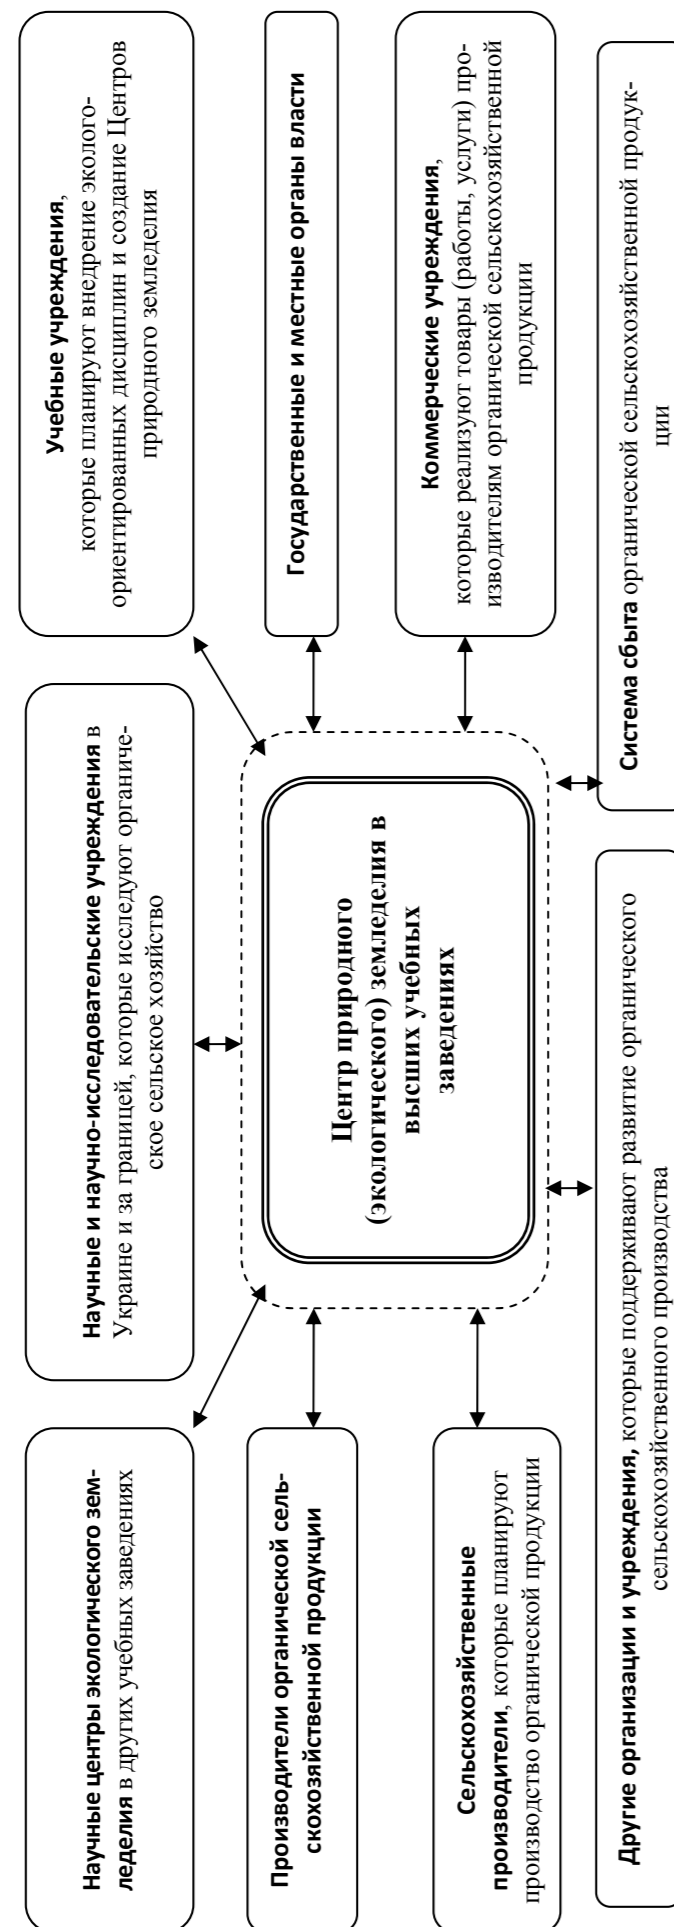 Научные центры экологического зем-
леделия в других учебных заведениях
Научные и научно-исследовательские учреждения в
Украине и за границей, которые исследуют органиче-
ское сельское хозяйство
Учебные учреждения,
которые планируют внедрение эколого-
ориентированных дисциплин и создание Центров
природного земледелия
Производители органической сель-
скохозяйственной продукции
Центр природного
(экологического) земледелия в
высших учебных
заведениях
Государственные и местные органы власти
Сельскохозяйственные
производители, которые планируют
производство органической продукции
Коммерческие учреждения,
которые реализуют товары (работы, услуги) про-
изводителям органической сельскохозяйственной
продукции
Другие организации и учреждения, которые поддерживают развитие органического
сельскохозяйственного производства
Система сбыта органической сельскохозяйственной продук-
ции